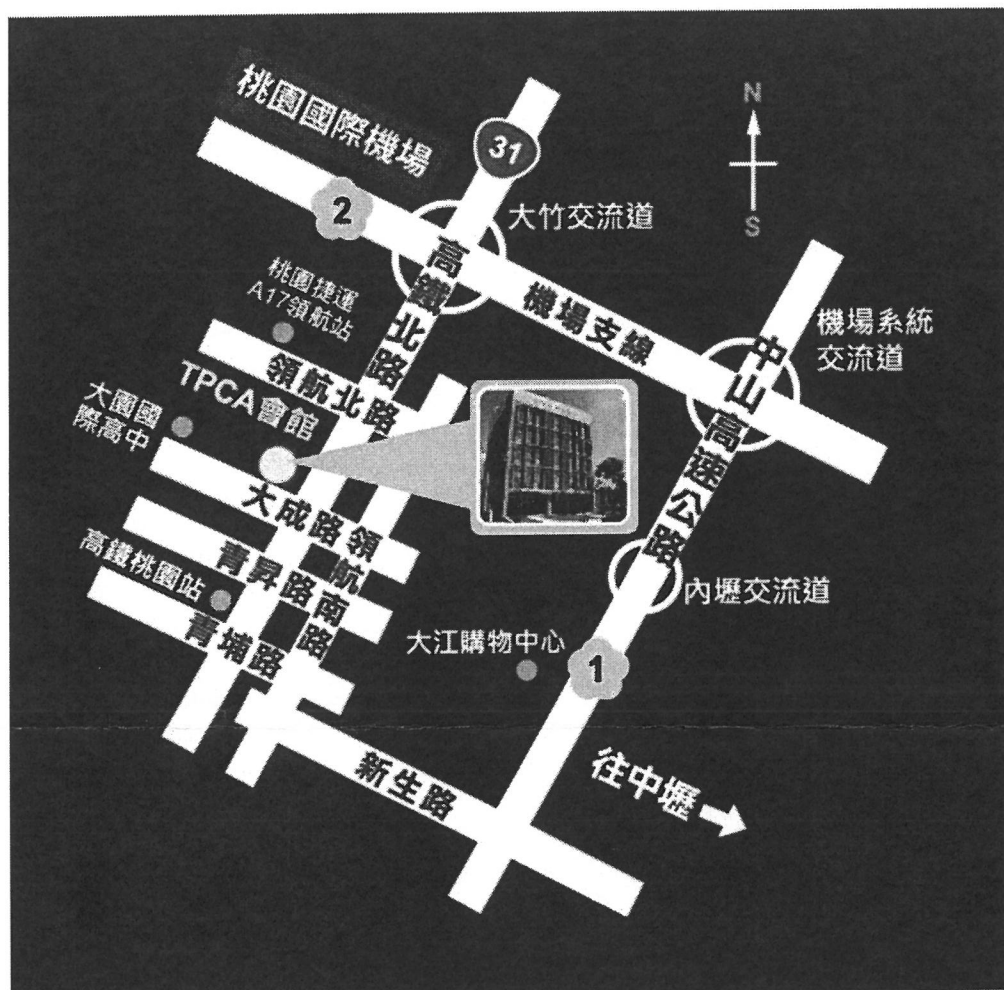 桃園國際機場
N
S
31
2
大竹交流道
高鐵北路
機場支線
桃園捷運
A17領航站
領航北路
中山高速公路
機場系統
交流道
TPCA會館
大園國
際高中
大成路
領航南路
青昇路
高鐵桃園站
青埔路
內壢交流道
大江購物中心
1
新生路
往中壢